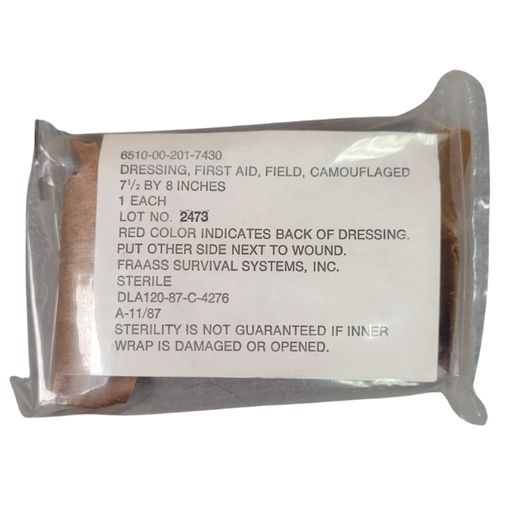 6510-00-201-7430
DRESSING, FIRST AID, FIELD, CAMOUFLAGED
7½ BY 8 INCHES
1 EACH
LOT NO. 2473
RED COLOR INDICATES BACK OF DRESSING.
PUT OTHER SIDE NEXT TO WOUND.
FRAASS SURVIVAL SYSTEMS, INC.
STERILE
DLA120-87-C-4276
A-11/87
STERILITY IS NOT GUARANTEED IF INNER
WRAP IS DAMAGED OR OPENED.